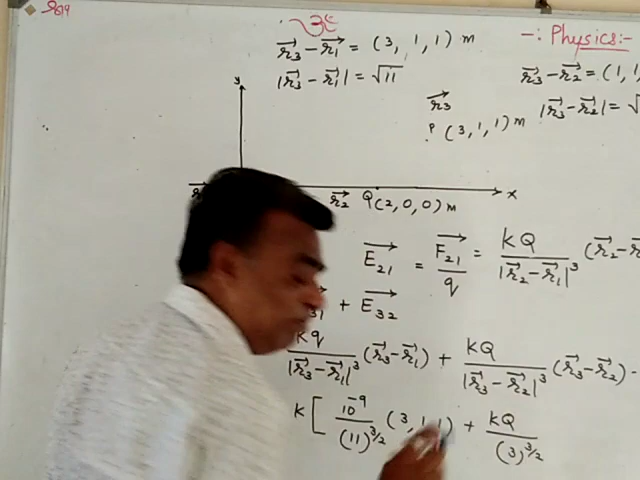 -: Physics:-
r⃗3 - r⃗1 = (3, 1, 1) m
|r⃗3 - r⃗1| = √11
r⃗3 - r⃗2 = (1, 1,
|r⃗3 - r⃗2| = √
y
r⃗3
P (3, 1, 1) m
x
r⃗2 Q (2, 0, 0) m
E⃗21 = F⃗21 / q = KQ / |r⃗2 - r⃗1|³ (r⃗2 -
31 + E⃗32
Kq / |r⃗3 - r⃗1|³ (r⃗3 - r⃗1) + KQ / |r⃗3 - r⃗2|³ (r⃗3 - r⃗2) -
K [ 10⁻⁹ / (11)^3/2 (3, 1, 1) + KQ / (3)^3/2